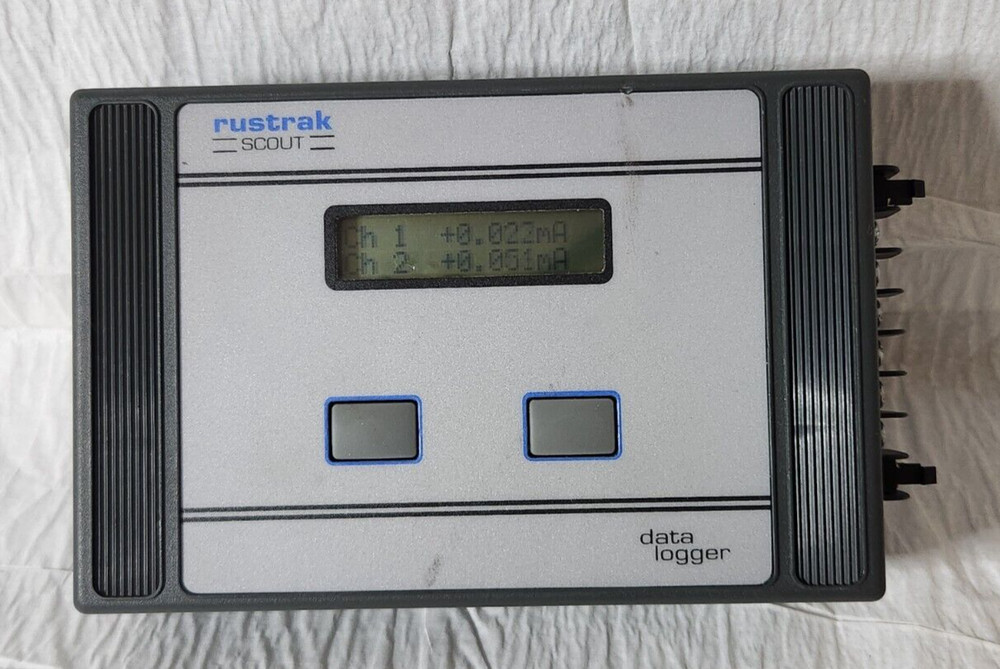 rustrak
SCOUT
Ch 1 +0.022mA
Ch 2 +0.051mA
data
logger